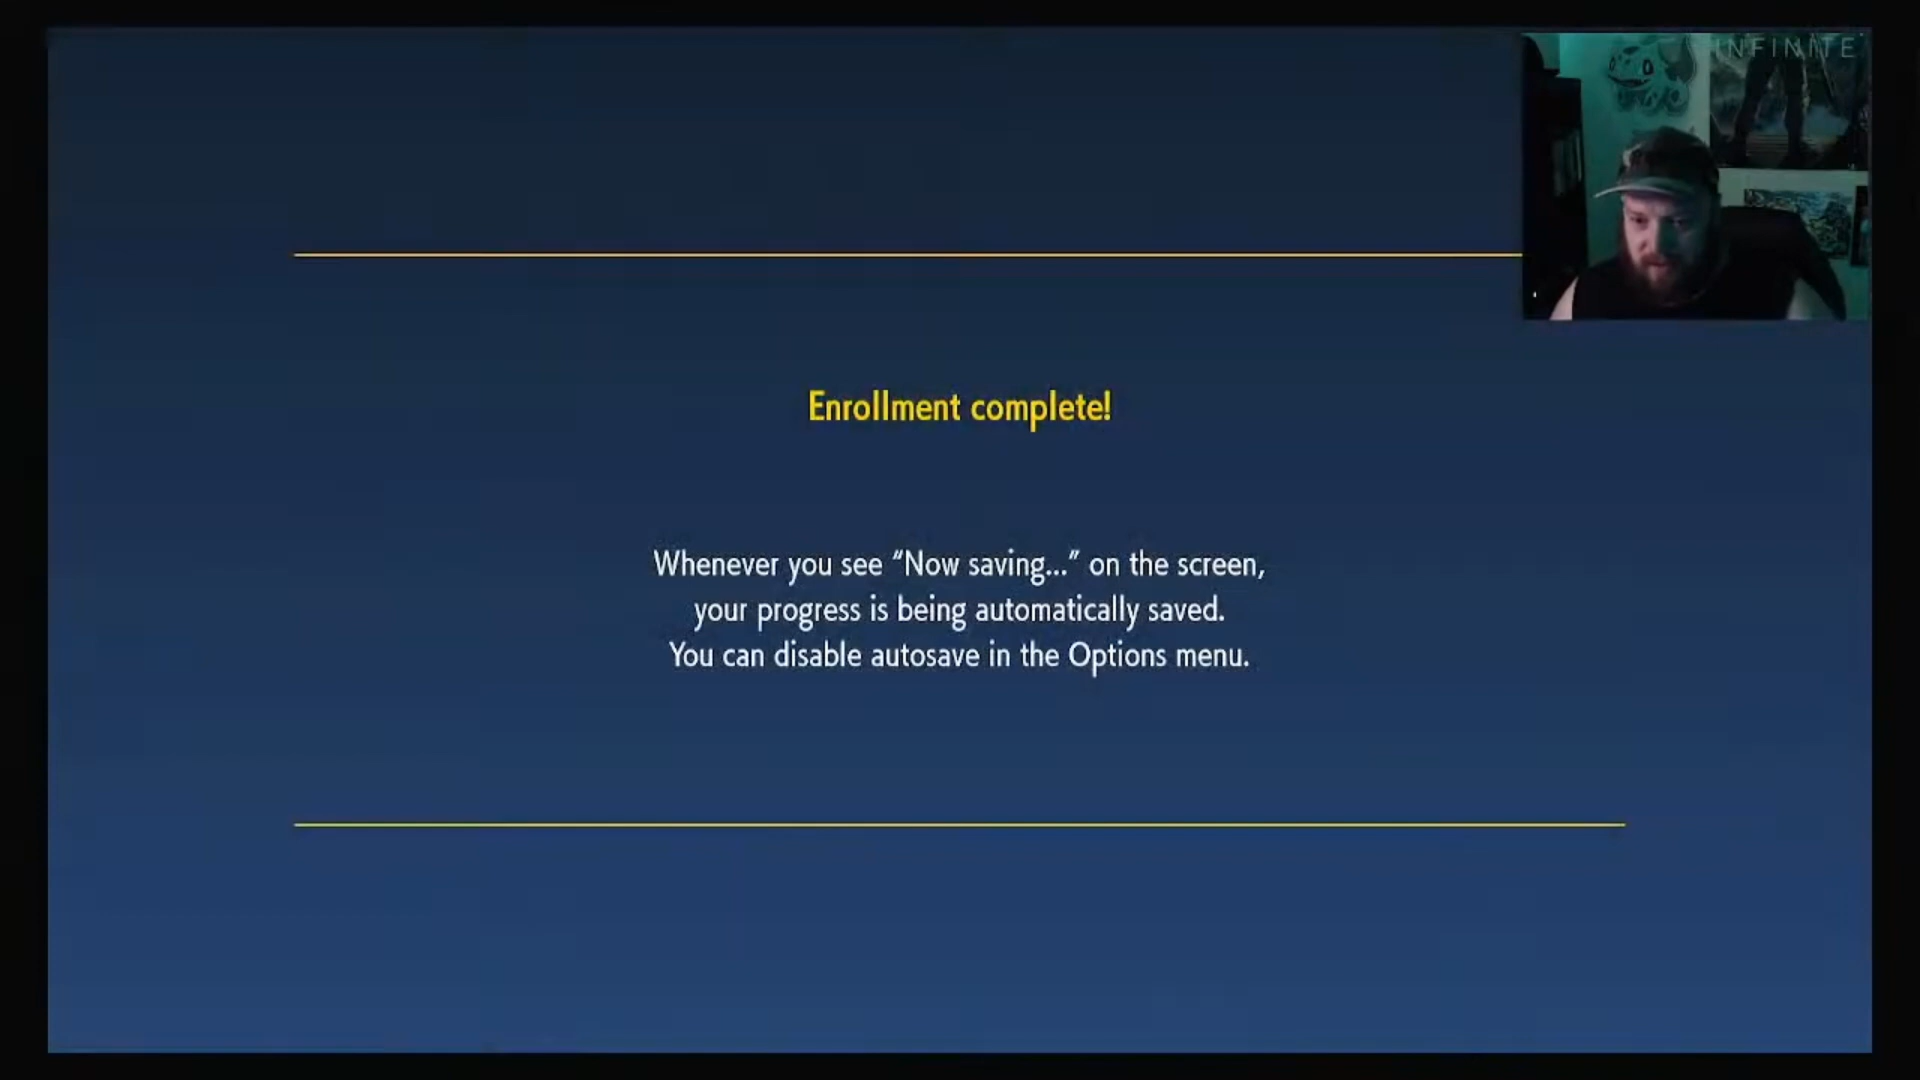 INFINITE
Enrollment complete!
Whenever you see “Now saving...” on the screen,
your progress is being automatically saved.
You can disable autosave in the Options menu.